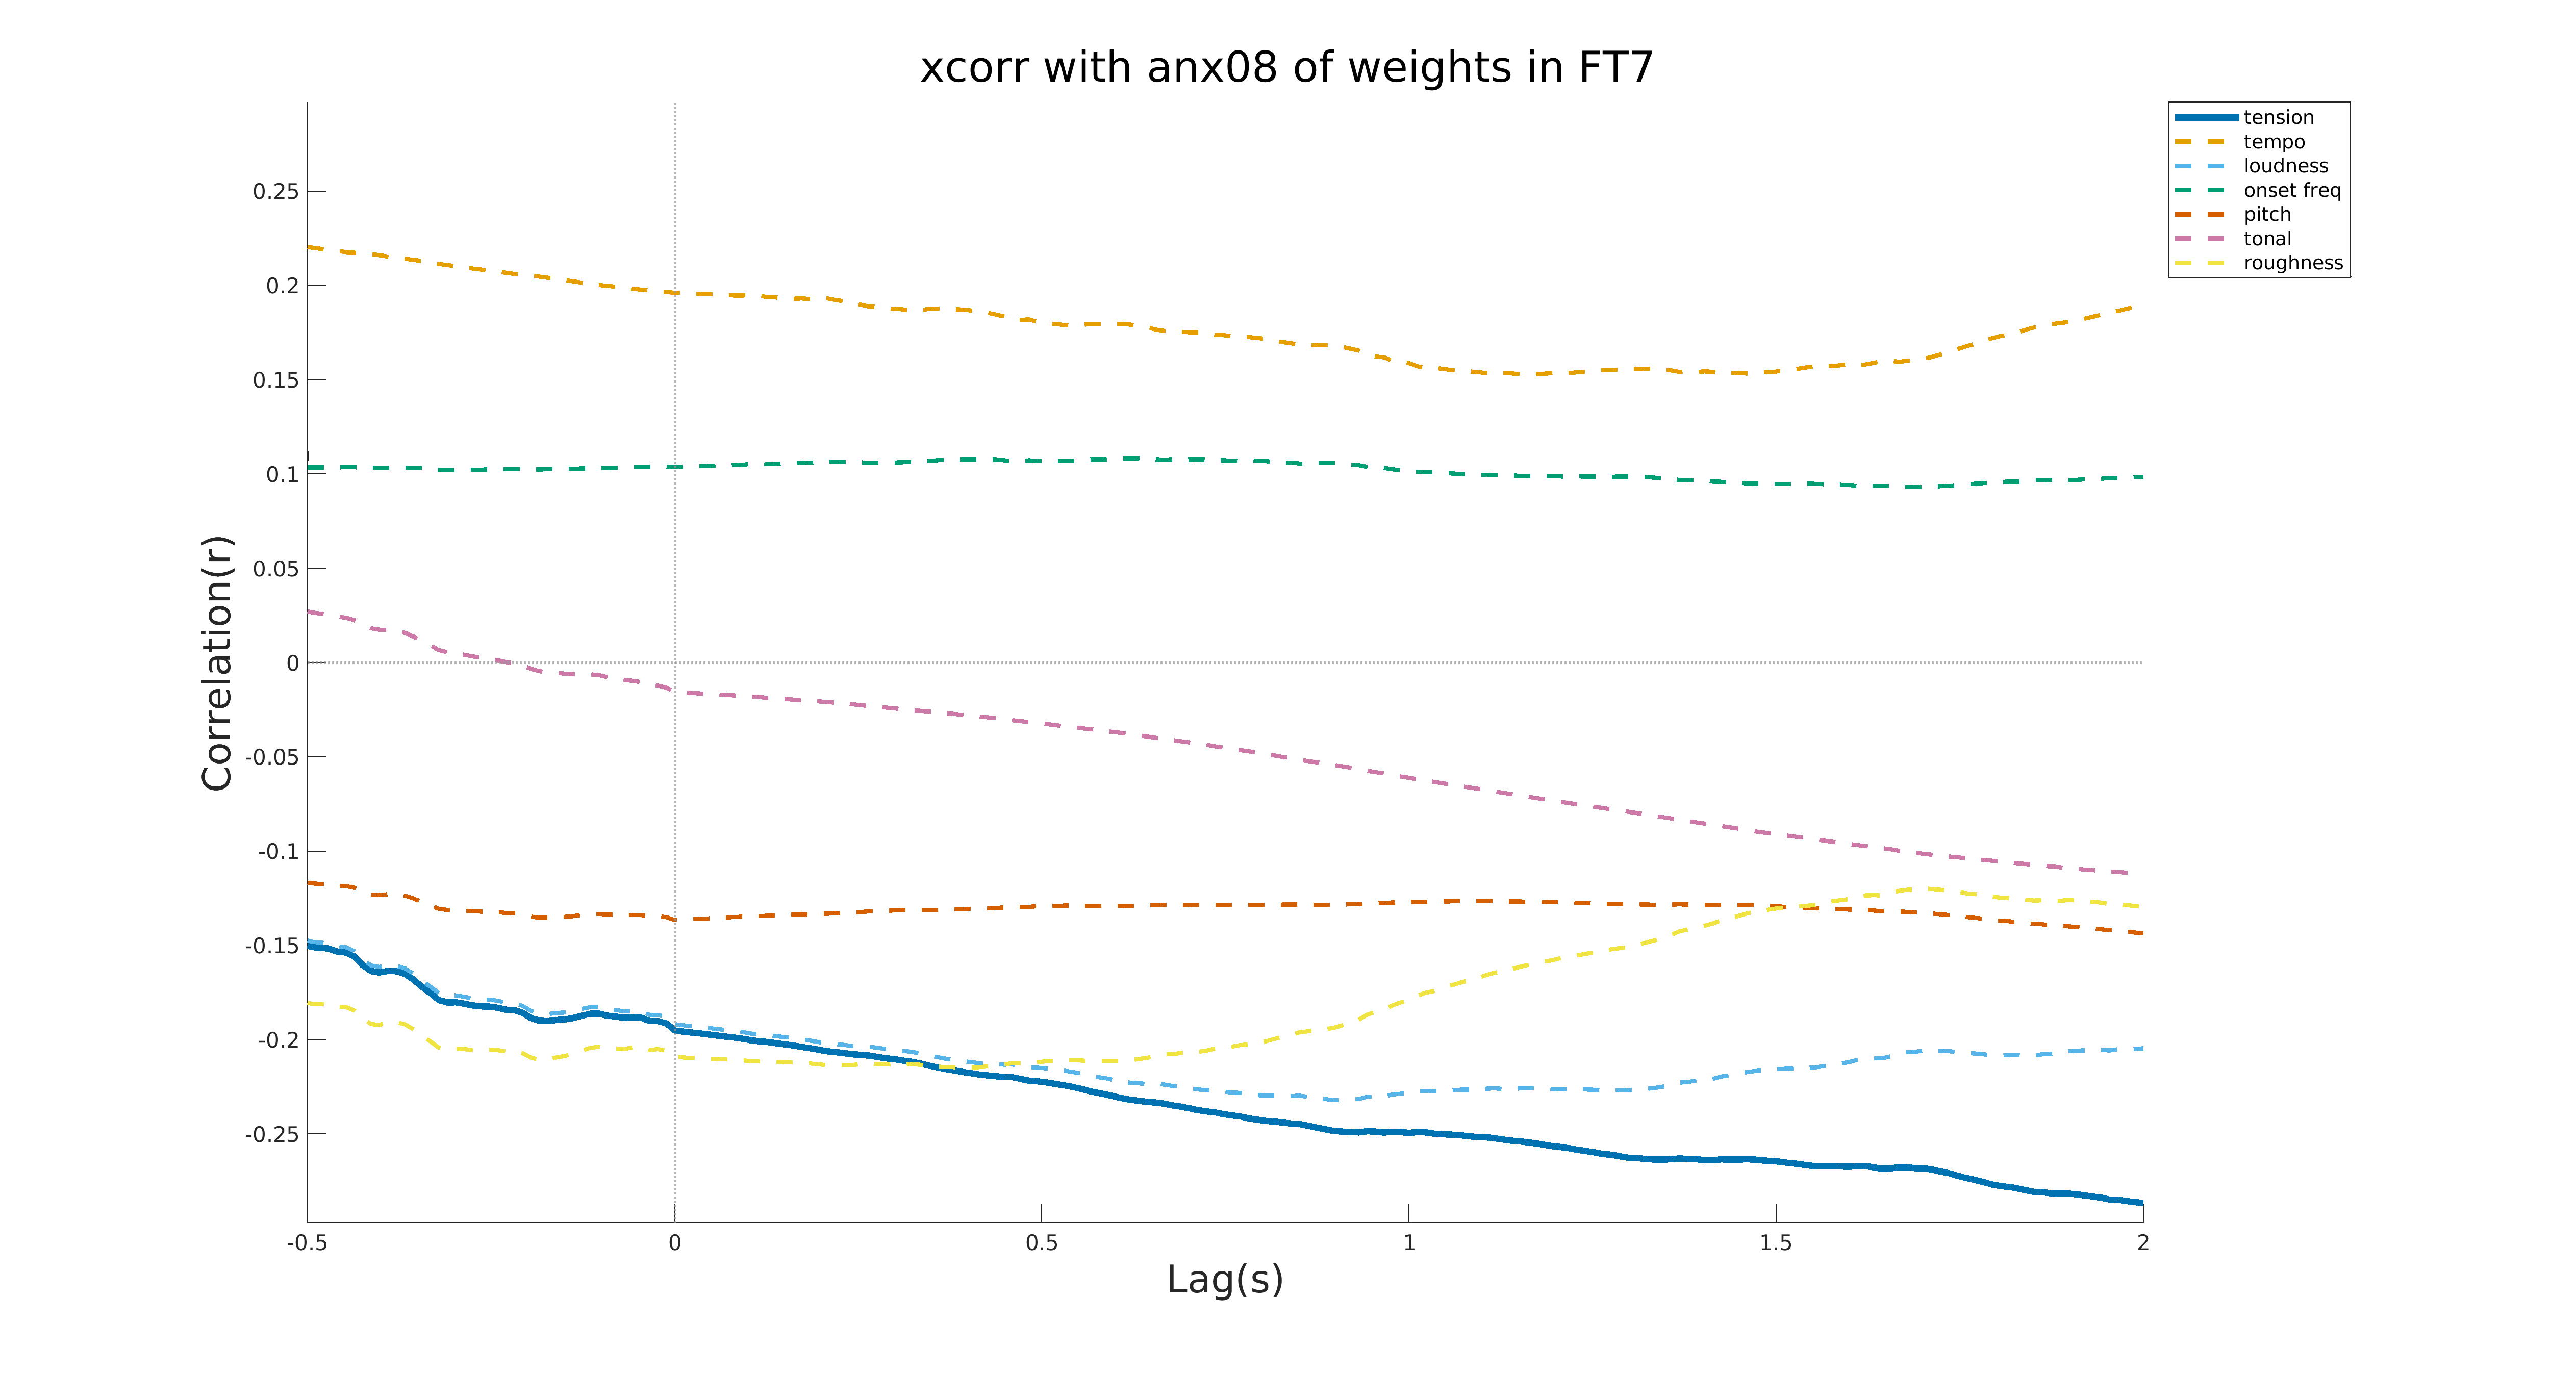 xcorr with anx08 of weights in FT7
tension
tempo
loudness
onset freq
pitch
tonal
roughness
Correlation(r)
0.25
0.2
0.15
0.1
0.05
0
-0.05
-0.1
-0.15
-0.2
-0.25
-0.5
0
0.5
1
1.5
2
Lag(s)